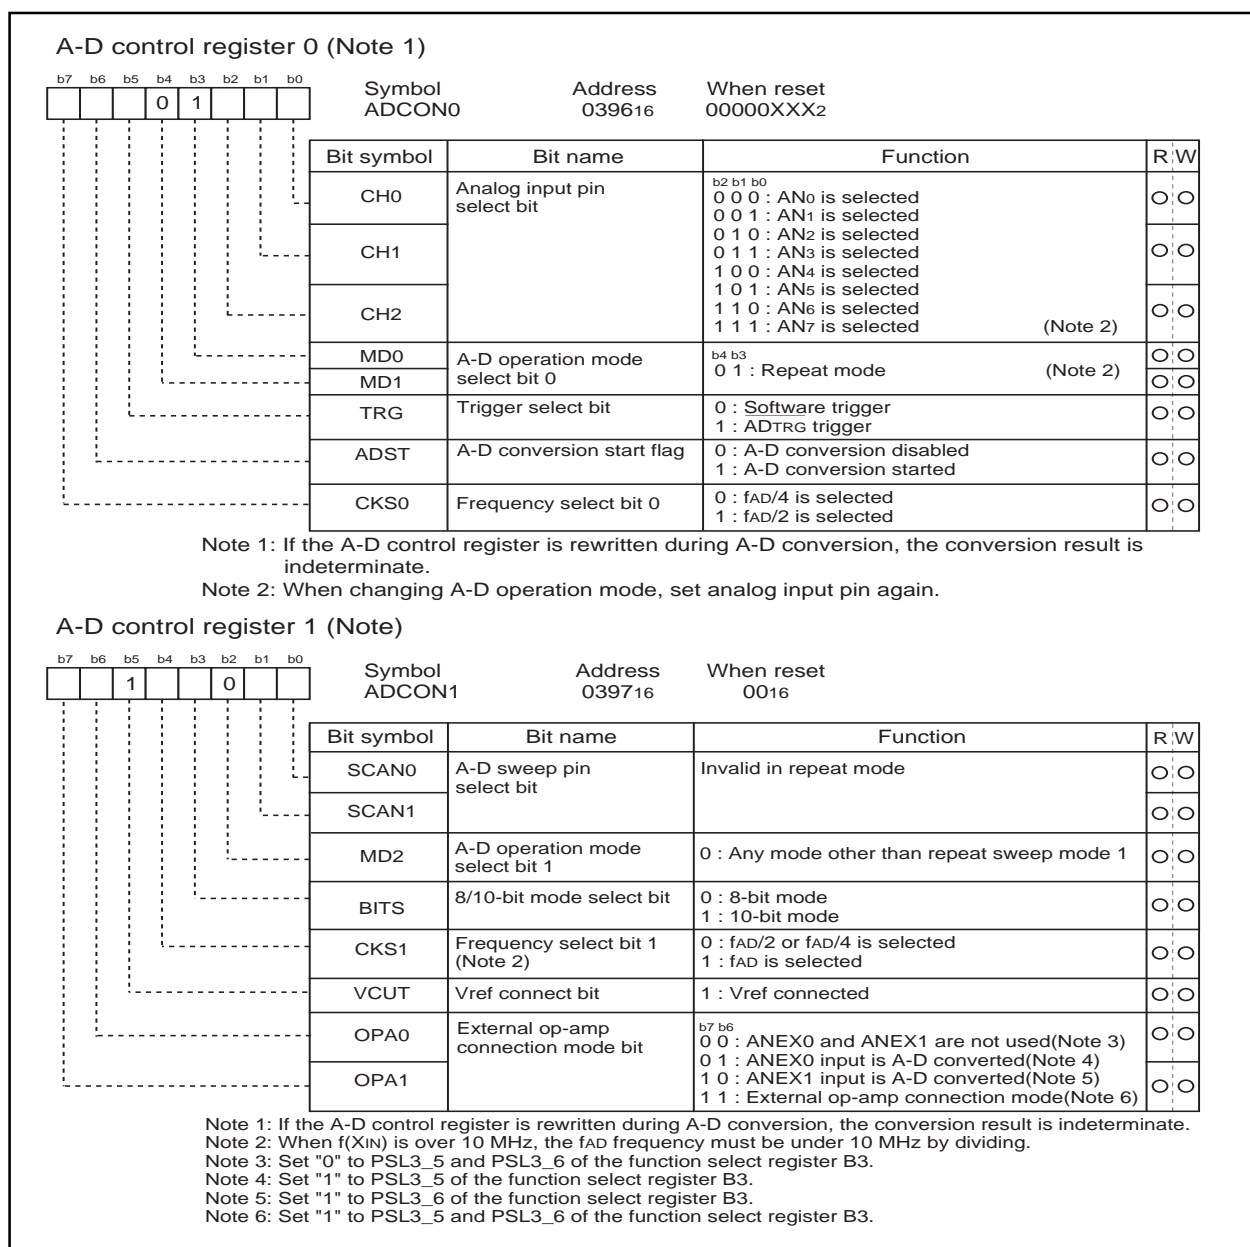 A-D control register 0 (Note 1)
b7 b6 b5 b4 b3 b2 b1 b0
0 1
Symbol Address When reset
ADCON0 039616 00000XXX2
Bit symbol Bit name Function R W
CH0 Analog input pin select bit
b2 b1 b0
0 0 0 : AN0 is selected
0 0 1 : AN1 is selected
0 1 0 : AN2 is selected
CH1 0 1 1 : AN3 is selected
1 0 0 : AN4 is selected
1 0 1 : AN5 is selected
CH2 1 1 0 : AN6 is selected
1 1 1 : AN7 is selected (Note 2)
MD0 A-D operation mode select bit 0
b4 b3
0 1 : Repeat mode (Note 2)
MD1
TRG Trigger select bit 0 : Software trigger
1 : ADTRG trigger
ADST A-D conversion start flag 0 : A-D conversion disabled
1 : A-D conversion started
CKS0 Frequency select bit 0 0 : fAD/4 is selected
1 : fAD/2 is selected
Note 1: If the A-D control register is rewritten during A-D conversion, the conversion result is
indeterminate.
Note 2: When changing A-D operation mode, set analog input pin again.
A-D control register 1 (Note)
b7 b6 b5 b4 b3 b2 b1 b0
1 0
Symbol Address When reset
ADCON1 039716 0016
Bit symbol Bit name Function R W
SCAN0 A-D sweep pin Invalid in repeat mode
select bit
SCAN1
MD2 A-D operation mode
select bit 1 0 : Any mode other than repeat sweep mode 1
BITS 8/10-bit mode select bit 0 : 8-bit mode
1 : 10-bit mode
CKS1 Frequency select bit 1 0 : fAD/2 or fAD/4 is selected
(Note 2) 1 : fAD is selected
VCUT Vref connect bit 1 : Vref connected
OPA0 External op-amp
connection mode bit
b7 b6
0 0 : ANEX0 and ANEX1 are not used(Note 3)
0 1 : ANEX0 input is A-D converted(Note 4)
OPA1 1 0 : ANEX1 input is A-D converted(Note 5)
1 1 : External op-amp connection mode(Note 6)
Note 1: If the A-D control register is rewritten during A-D conversion, the conversion result is indeterminate.
Note 2: When f(XIN) is over 10 MHz, the fAD frequency must be under 10 MHz by dividing.
Note 3: Set "0" to PSL3_5 and PSL3_6 of the function select register B3.
Note 4: Set "1" to PSL3_5 of the function select register B3.
Note 5: Set "1" to PSL3_6 of the function select register B3.
Note 6: Set "1" to PSL3_5 and PSL3_6 of the function select register B3.